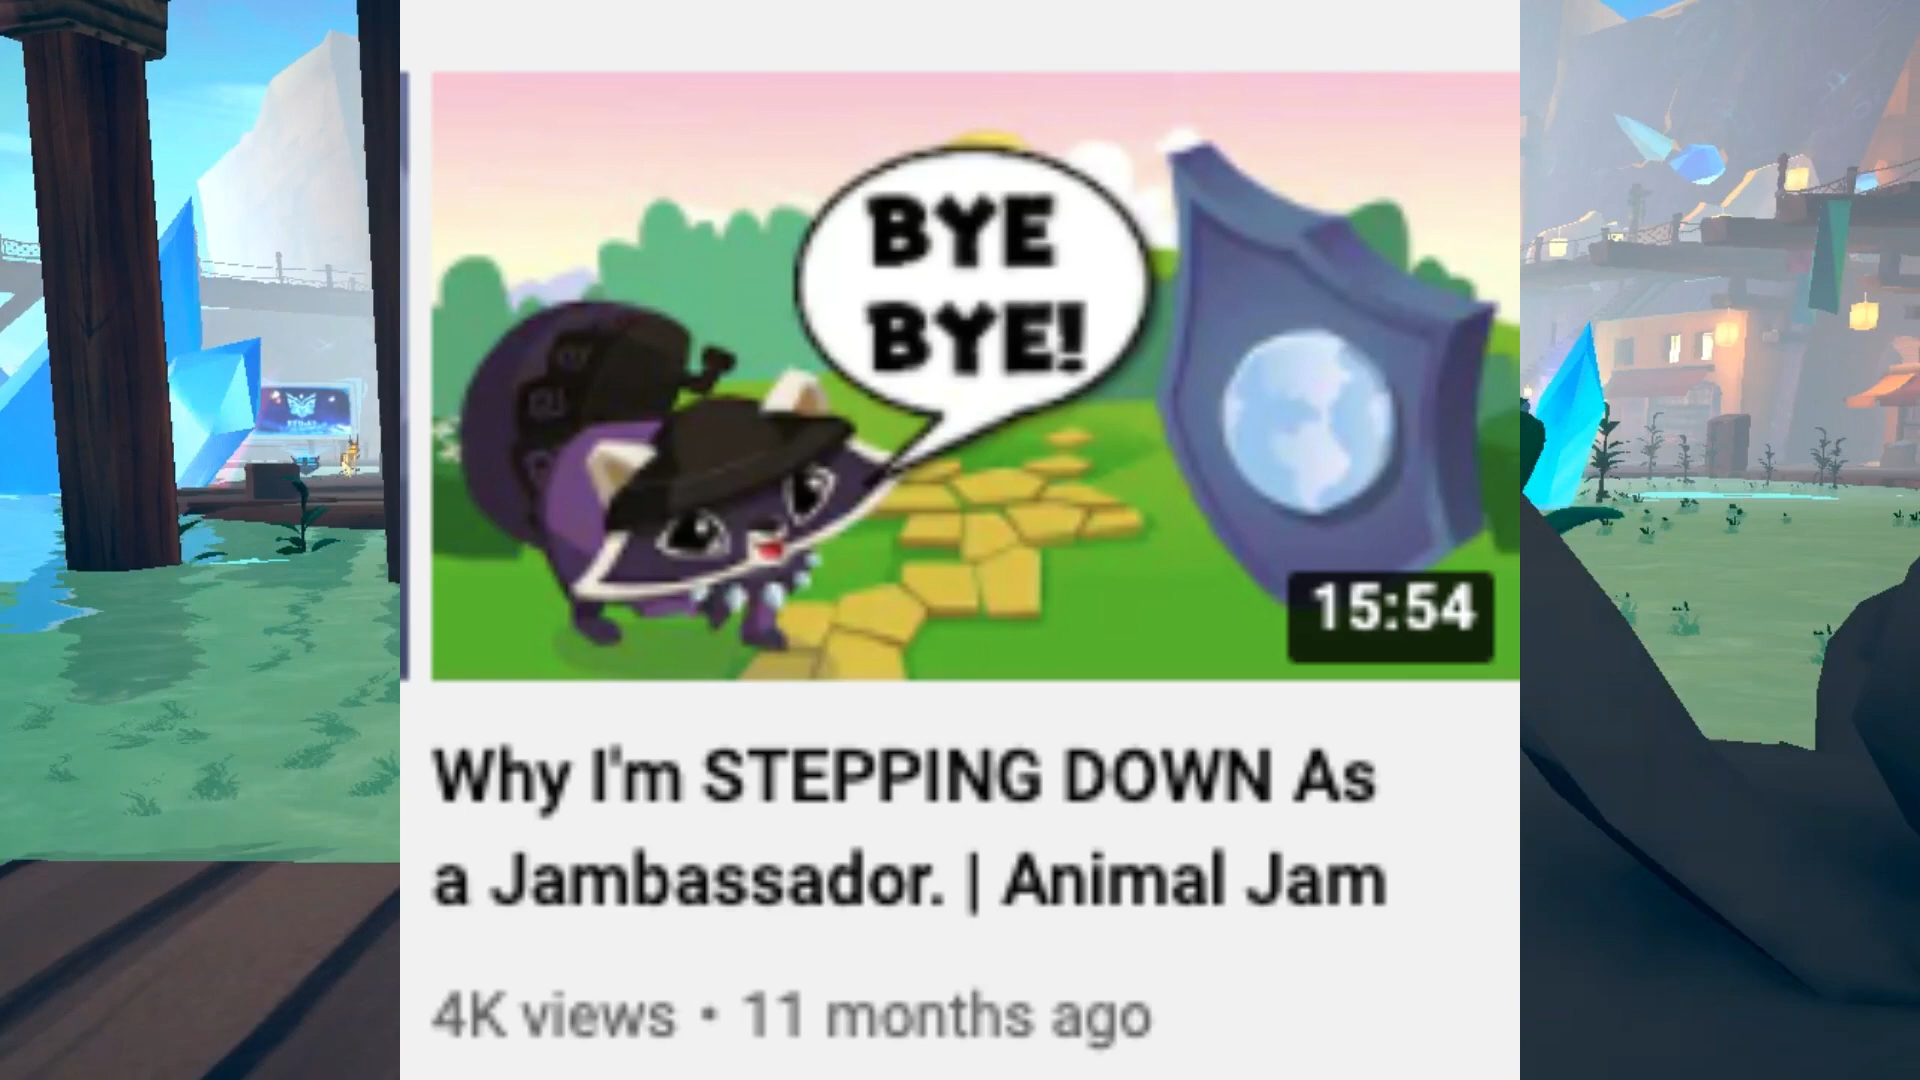 BYE
BYE!
15:54
Why I'm STEPPING DOWN As
a Jambassador. | Animal Jam
4K views • 11 months ago